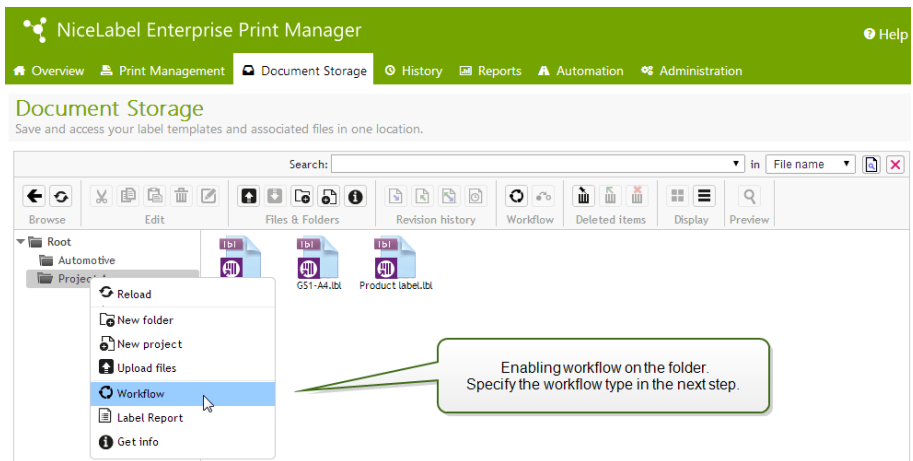 NiceLabel Enterprise Print Manager
Help
Overview Print Management Document Storage History Reports Automation Administration
Document Storage
Save and access your label templates and associated files in one location.
Search: in File name
Browse Edit Files & Folders Revision history Workflow Deleted items Display Preview
Root
Automotive
lbl lbl lbl
GS1-A4.lbl Product label.lbl
Reload
New folder
New project
Upload files
Workflow
Label Report
Get info
Enabling workflow on the folder.
Specify the workflow type in the next step.